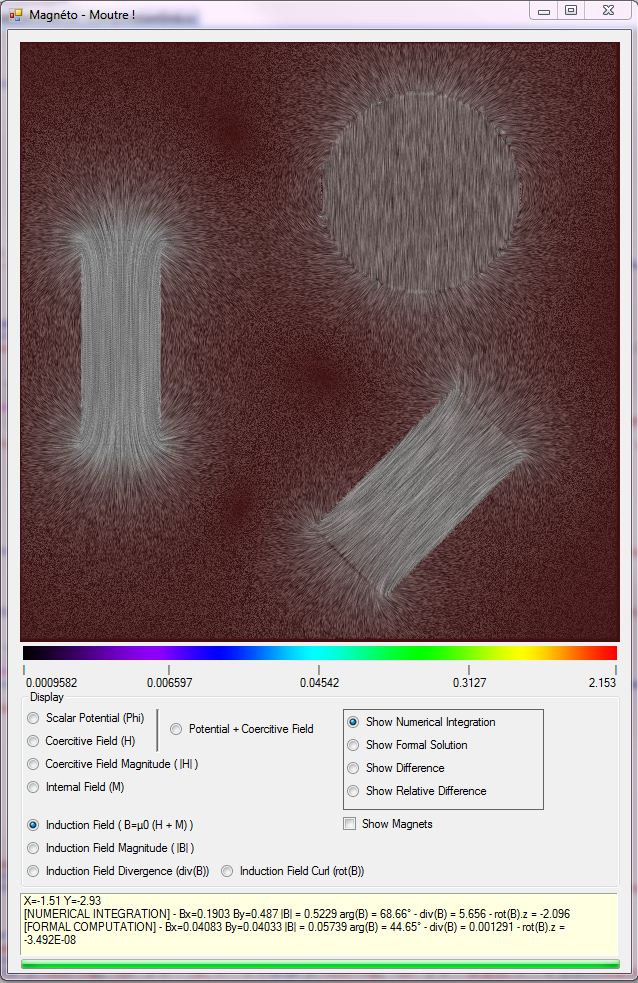 Magnéto - Moutre !
0.0009582 0.006597 0.04542 0.3127 2.153
Display
Scalar Potential (Phi)
Coercitive Field (H)
Potential + Coercitive Field
Coercitive Field Magnitude ( |H| )
Internal Field (M)
Show Numerical Integration
Show Formal Solution
Show Difference
Show Relative Difference
Induction Field ( B=µ0 (H + M) )
Show Magnets
Induction Field Magnitude ( |B| )
Induction Field Divergence (div(B)) Induction Field Curl (rot(B))
X=-1.51 Y=-2.93
[NUMERICAL INTEGRATION] - Bx=0.1903 By=0.487 |B| = 0.5229 arg(B) = 68.66° - div(B) = 5.656 - rot(B).z = -2.096
[FORMAL COMPUTATION] - Bx=0.04083 By=0.04033 |B| = 0.05739 arg(B) = 44.65° - div(B) = 0.001291 - rot(B).z =
-3.492E-08